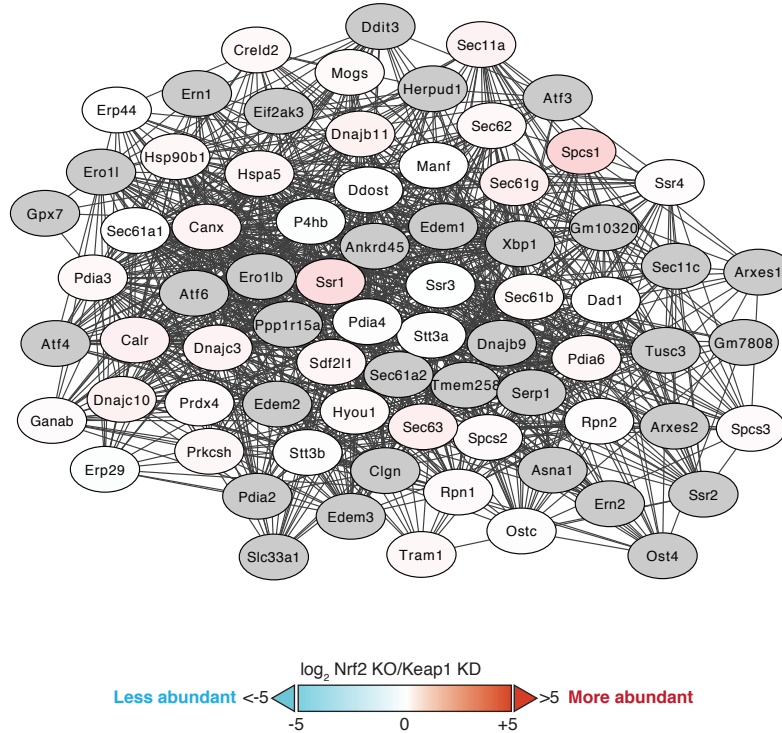 Ddit3
Creld2
Sec11a
Mogs
Herpud1
Ern1
Atf3
Erp44
Eif2ak3
Sec62
Dnajb11
Spcs1
Hsp90b1
Manf
Ero1l
Hspa5
Sec61g
Ssr4
Ddost
Gpx7
P4hb
Edem1
Gm10320
Sec61a1
Canx
Ankrd45
Xbp1
Sec11c
Arxes1
Pdia3
Ero1lb
Ssr1
Ssr3
Atf6
Sec61b
Dad1
Ppp1r15a
Pdia4
Stt3a
Dnajb9
Gm7808
Atf4
Calr
Dnajc3
Tusc3
Sdf2l1
Pdia6
Sec61a2
Tmem258
Serp1
Dnajc10
Prdx4
Edem2
Hyou1
Ganab
Sec63
Spcs2
Rpn2
Arxes2
Spcs3
Prkcsh
Stt3b
Erp29
Clgn
Asna1
Pdia2
Rpn1
Ssr2
Edem3
Ern2
Ostc
Slc33a1
Tram1
Ost4
log2 Nrf2 KO/Keap1 KD
Less abundant <-5 >5 More abundant
-5 0 +5